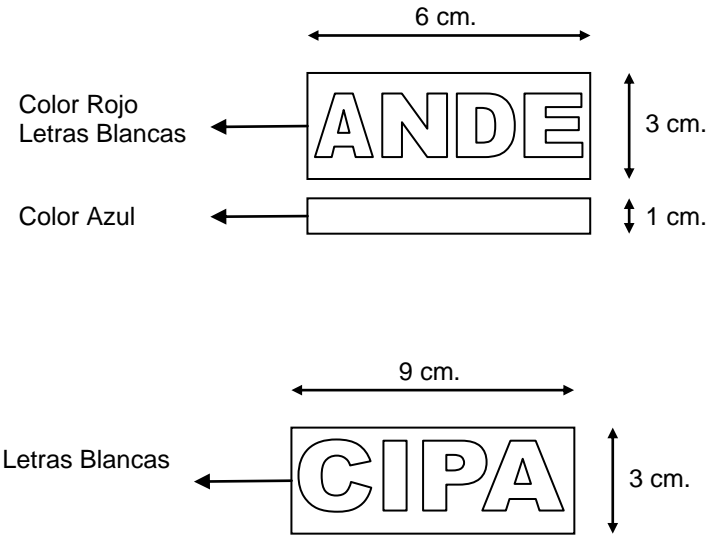 6 cm.
Color Rojo
Letras Blancas
ANDE
3 cm.
Color Azul
1 cm.
9 cm.
Letras Blancas
CIPA
3 cm.